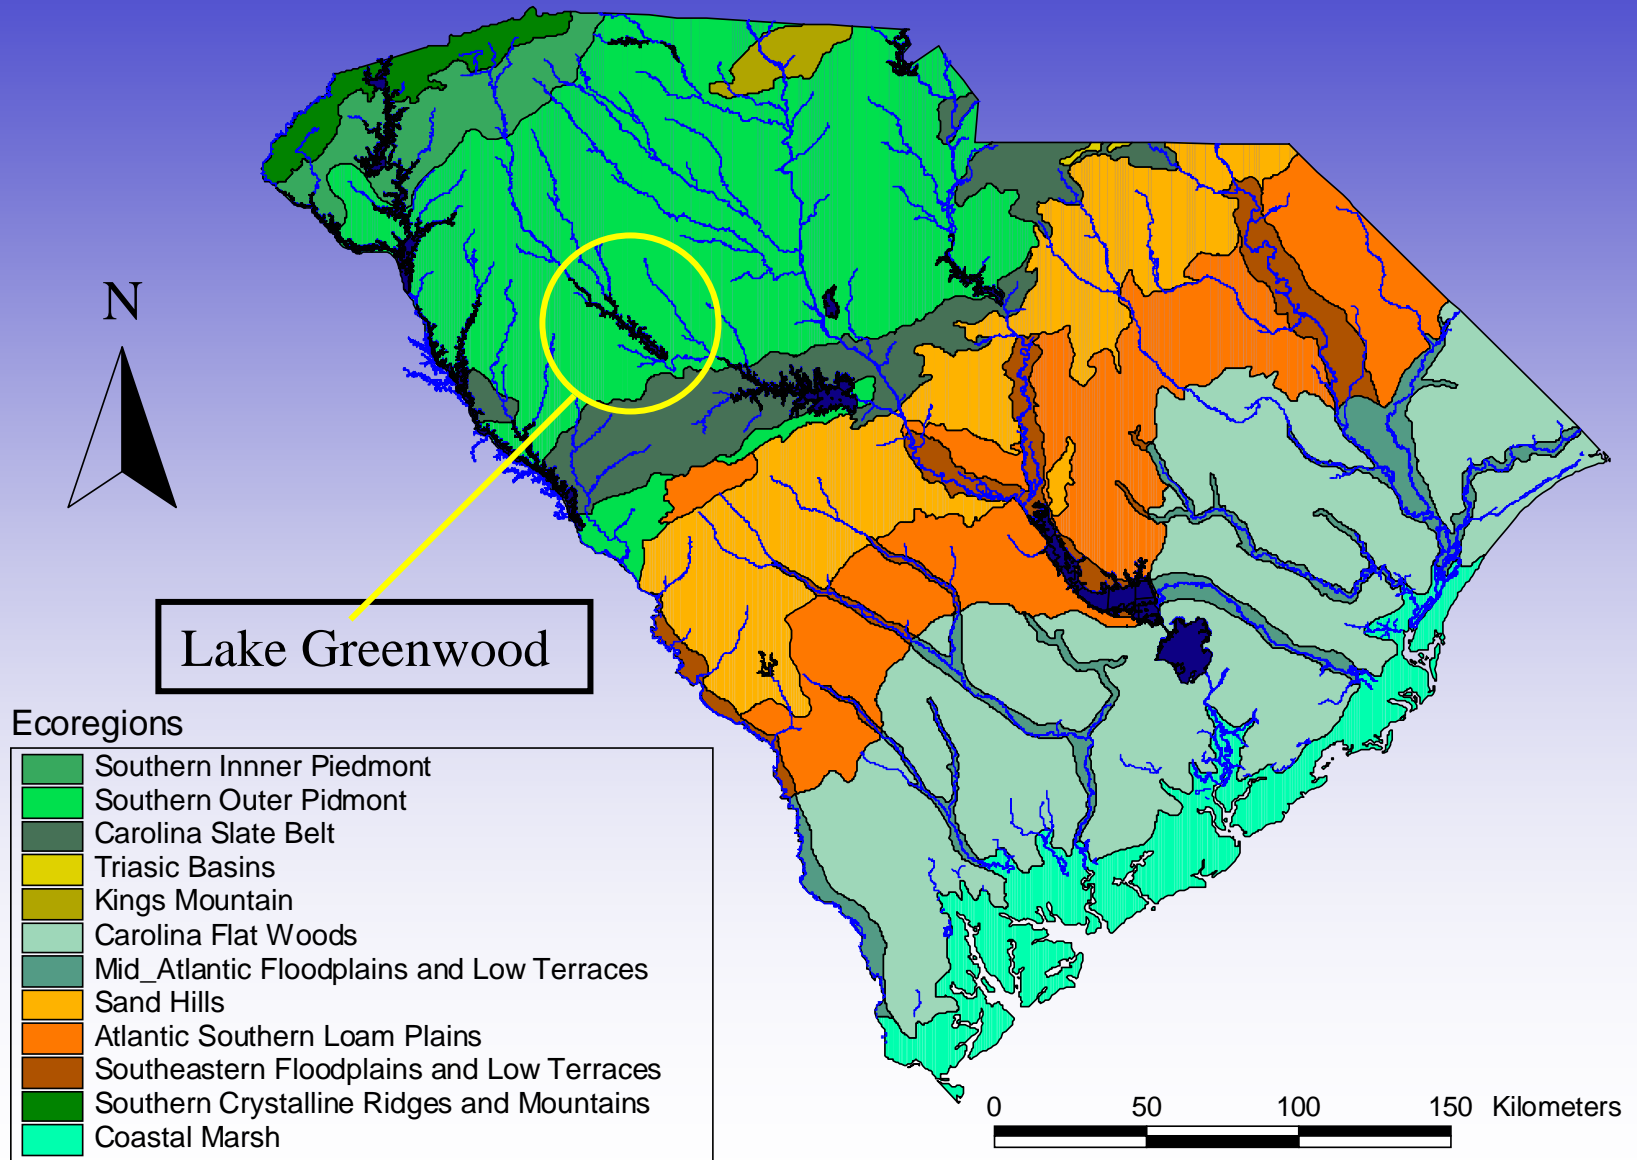 N
Lake Greenwood
Ecoregions
Southern Innner Piedmont
Southern Outer Pidmont
Carolina Slate Belt
Triasic Basins
Kings Mountain
Carolina Flat Woods
Mid_Atlantic Floodplains and Low Terraces
Sand Hills
Atlantic Southern Loam Plains
Southeastern Floodplains and Low Terraces
Southern Crystalline Ridges and Mountains
Coastal Marsh
0 50 100 150 Kilometers